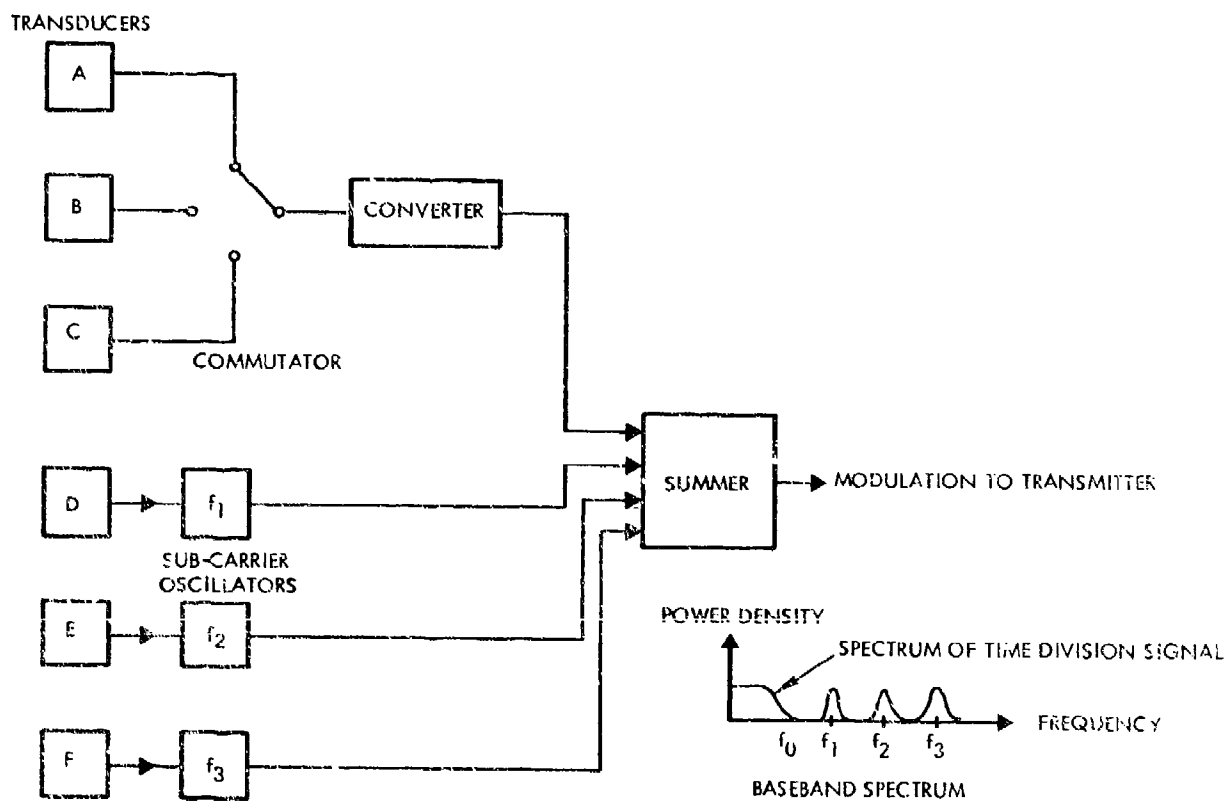 TRANSDUCERS
A
B
CONVERTER
C
COMMUTATOR
D
f1
SUMMER
MODULATION TO TRANSMITTER
SUB-CARRIER
OSCILLATORS
E
f2
POWER DENSITY
SPECTRUM OF TIME DIVISION SIGNAL
F
f3
f0 f1 f2 f3
FREQUENCY
BASEBAND SPECTRUM